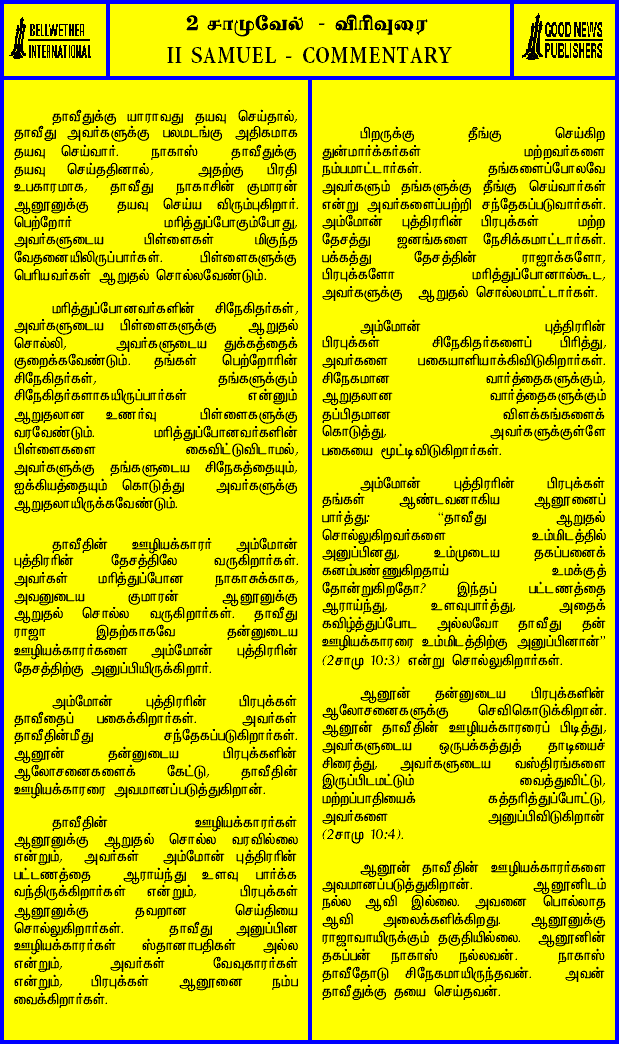 BELLWETHER
INTERNATIONAL
2 சாமுவேல் - விரிவுரை
II SAMUEL - COMMENTARY
GOOD NEWS
PUBLISHERS
தாவீதுக்கு யாராவது தயவு செய்தால்,
தாவீது அவர்களுக்கு பலமடங்கு அதிகமாக
தயவு செய்வார். நாகாஸ் தாவீதுக்கு
தயவு செய்ததினால், அதற்கு பிரதி
உபகாரமாக, தாவீது நாகாசின் குமாரன்
ஆனூனுக்கு தயவு செய்ய விரும்புகிறார்.
பெற்றோர் மரித்துப்போகும்போது,
அவர்களுடைய பிள்ளைகள் மிகுந்த
வேதனையிலிருப்பார்கள். பிள்ளைகளுக்கு
பெரியவர்கள் ஆறுதல் சொல்லவேண்டும்.
மரித்துப்போனவர்களின் சிநேகிதர்கள்,
அவர்களுடைய பிள்ளைகளுக்கு ஆறுதல்
சொல்லி, அவர்களுடைய துக்கத்தைக்
குறைக்கவேண்டும். தங்கள் பெற்றோரின்
சிநேகிதர்கள், தங்களுக்கும்
சிநேகிதர்களாகயிருப்பார்கள் என்னும்
ஆறுதலான உணர்வு பிள்ளைகளுக்கு
வரவேண்டும். மரித்துப்போனவர்களின்
பிள்ளைகளை கைவிட்டுவிடாமல்,
அவர்களுக்கு தங்களுடைய சிநேகத்தையும்,
ஐக்கியத்தையும் கொடுத்து அவர்களுக்கு
ஆறுதலாயிருக்கவேண்டும்.
தாவீதின் ஊழியக்காரர் அம்மோன்
புத்திரரின் தேசத்திலே வருகிறார்கள்.
அவர்கள் மரித்துப்போன நாகாசுக்காக,
அவனுடைய குமாரன் ஆனூனுக்கு
ஆறுதல் சொல்ல வருகிறார்கள். தாவீது
ராஜா இதற்காகவே தன்னுடைய
ஊழியக்காரர்களை அம்மோன் புத்திரரின்
தேசத்திற்கு அனுப்பியிருக்கிறார்.
அம்மோன் புத்திரரின் பிரபுக்கள்
தாவீதைப் பகைக்கிறார்கள். அவர்கள்
தாவீதின்மீது சந்தேகப்படுகிறார்கள்.
ஆனூன் தன்னுடைய பிரபுக்களின்
ஆலோசனைகளைக் கேட்டு, தாவீதின்
ஊழியக்காரரை அவமானப்படுத்துகிறான்.
தாவீதின் ஊழியக்காரர்கள்
ஆனூனுக்கு ஆறுதல் சொல்ல வரவில்லை
என்றும், அவர்கள் அம்மோன் புத்திரரின்
பட்டணத்தை ஆராய்ந்து உளவு பார்க்க
வந்திருக்கிறார்கள் என்றும், பிரபுக்கள்
ஆனூனுக்கு தவறான செய்தியை
சொல்லுகிறார்கள். தாவீது அனுப்பின
ஊழியக்காரர்கள் ஸ்தானாபதிகள் அல்ல
என்றும், அவர்கள் வேவுகாரர்கள்
என்றும், பிரபுக்கள் ஆனூனை நம்ப
வைக்கிறார்கள்.
பிறருக்கு தீங்கு செய்கிற
துன்மார்க்கர்கள் மற்றவர்களை
நம்பமாட்டார்கள். தங்களைப்போலவே
அவர்களும் தங்களுக்கு தீங்கு செய்வார்கள்
என்று அவர்களைப்பற்றி சந்தேகப்படுவார்கள்.
அம்மோன் புத்திரரின் பிரபுக்கள் மற்ற
தேசத்து ஜனங்களை நேசிக்கமாட்டார்கள்.
பக்கத்து தேசத்தின் ராஜாக்களோ,
பிரபுக்களோ மரித்துப்போனால்கூட,
அவர்களுக்கு ஆறுதல் சொல்லமாட்டார்கள்.
அம்மோன் புத்திரரின்
பிரபுக்கள் சிநேகிதர்களைப் பிரித்து,
அவர்களை பகையாளியாக்கிவிடுகிறார்கள்.
சிநேகமான வார்த்தைகளுக்கும்,
ஆறுதலான வார்த்தைகளுக்கும்
தப்பிதமான விளக்கங்களைக்
கொடுத்து, அவர்களுக்குள்ளே
பகையை மூட்டிவிடுகிறார்கள்.
அம்மோன் புத்திரரின் பிரபுக்கள்
தங்கள் ஆண்டவனாகிய ஆனூனைப்
பார்த்து: "தாவீது ஆறுதல்
சொல்லுகிறவர்களை உம்மிடத்தில்
அனுப்பினது, உம்முடைய தகப்பனைக்
கனம்பண்ணுகிறதாய் உமக்குத்
தோன்றுகிறதோ? இந்தப் பட்டணத்தை
ஆராய்ந்து, உளவுபார்த்து, அதைக்
கவிழ்த்துப்போட அல்லவோ தாவீது தன்
ஊழியக்காரரை உம்மிடத்திற்கு அனுப்பினான்"
(2சாமு 10:3) என்று சொல்லுகிறார்கள்.
ஆனூன் தன்னுடைய பிரபுக்களின்
ஆலோசனைகளுக்கு செவிகொடுக்கிறான்.
ஆனூன் தாவீதின் ஊழியக்காரரைப் பிடித்து,
அவர்களுடைய ஒருபக்கத்துத் தாடியைச்
சிரைத்து, அவர்களுடைய வஸ்திரங்களை
இருப்பிடமட்டும் வைத்துவிட்டு,
மற்றப்பாதியைக் கத்தரித்துப்போட்டு,
அவர்களை அனுப்பிவிடுகிறான்
(2சாமு 10:4).
ஆனூன் தாவீதின் ஊழியக்காரர்களை
அவமானப்படுத்துகிறான். ஆனூனிடம்
நல்ல ஆவி இல்லை. அவனை பொல்லாத
ஆவி அலைக்களிக்கிறது. ஆனூனுக்கு
ராஜாவாயிருக்கும் தகுதியில்லை. ஆனூனின்
தகப்பன் நாகாஸ் நல்லவன். நாகாஸ்
தாவீதோடு சிநேகமாயிருந்தவன். அவன்
தாவீதுக்கு தயை செய்தவன்.